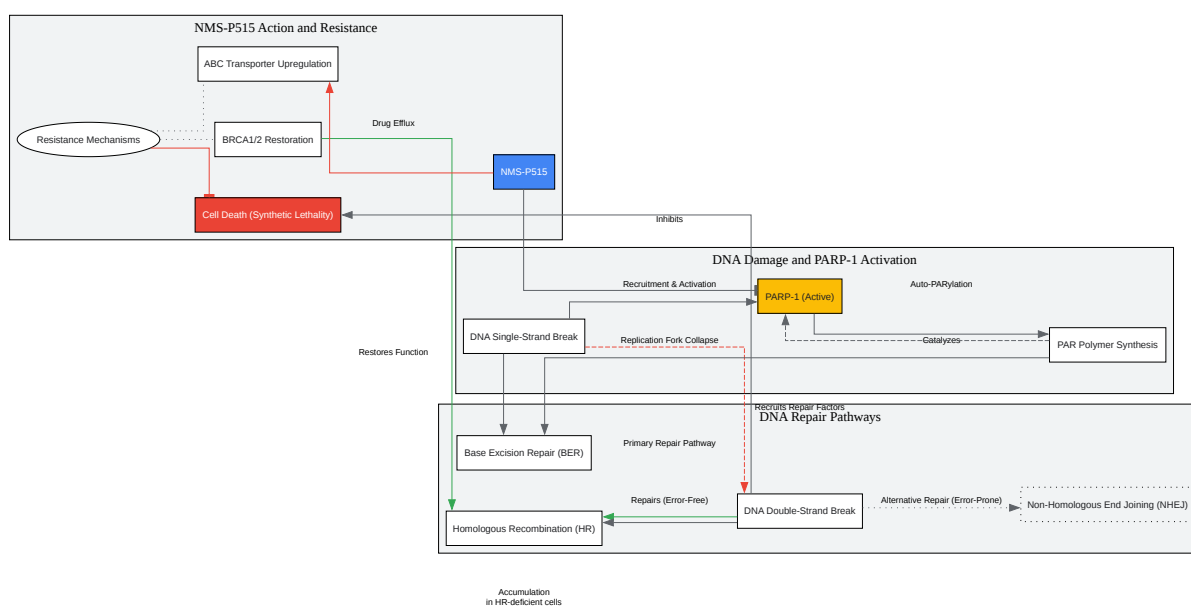 NMS-P515 Action and Resistance
ABC Transporter Upregulation
Drug Efflux
Resistance Mechanisms
BRCA1/2 Restoration
NMS-P515
Cell Death (Synthetic Lethality)
Inhibits
DNA Damage and PARP-1 Activation
Recruitment & Activation
PARP-1 (Active)
Auto-PARylation
DNA Single-Strand Break
Replication Fork Collapse
Catalyzes
PAR Polymer Synthesis
Restores Function
Recruits Repair Factors
DNA Repair Pathways
Base Excision Repair (BER)
Primary Repair Pathway
Repairs (Error-Free)
DNA Double-Strand Break
Alternative Repair (Error-Prone)
Non-Homologous End Joining (NHEJ)
Homologous Recombination (HR)
Accumulation
in HR-deficient cells